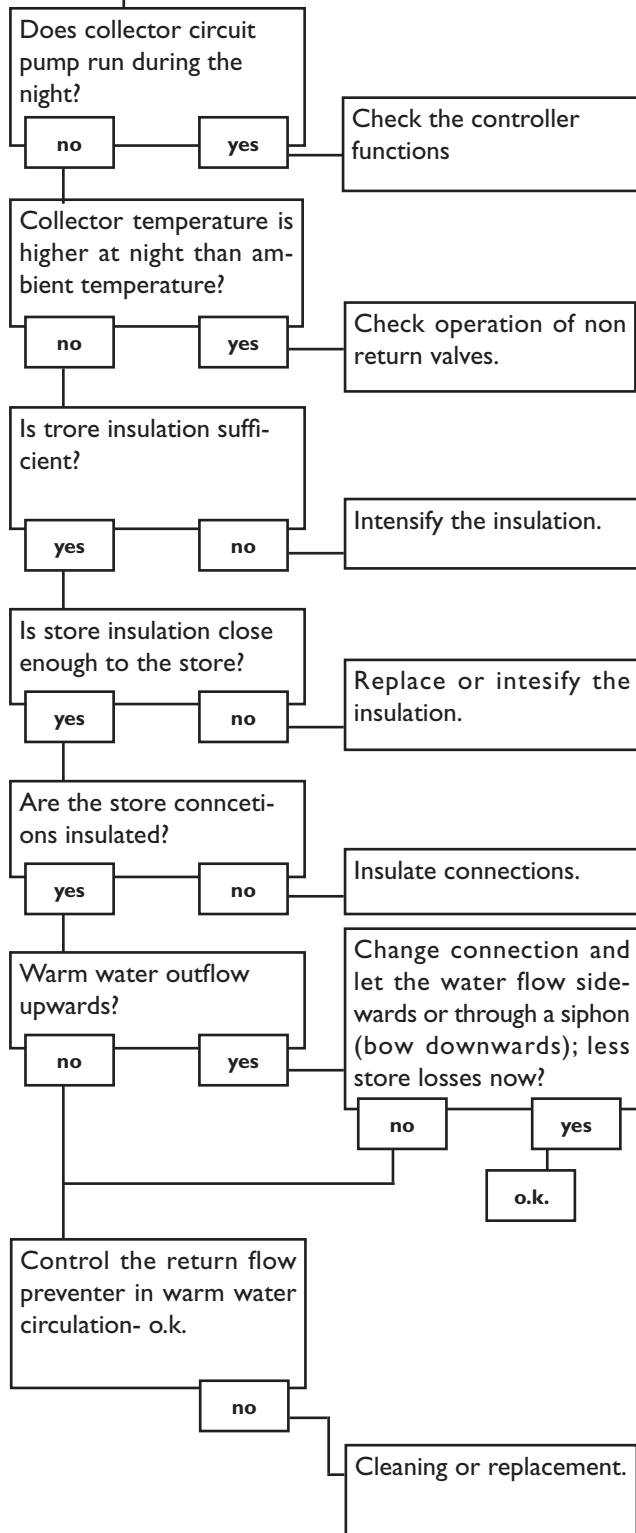 Does collector circuit
pump run during the
night?
no
yes
Check the controller
functions
Collector temperature is
higher at night than am-
bient temperature?
no
yes
Check operation of non
return valves.
Is trore insulation suffi-
cient?
yes
no
Intensify the insulation.
Is store insulation close
enough to the store?
yes
no
Replace or intesify the
insulation.
Are the store connceti-
ons insulated?
yes
no
Insulate connections.
Warm water outflow
upwards?
no
yes
Change connection and
let the water flow side-
wards or through a siphon
(bow downwards); less
store losses now?
no
yes
o.k.
Control the return flow
preventer in warm water
circulation- o.k.
no
Cleaning or replacement.